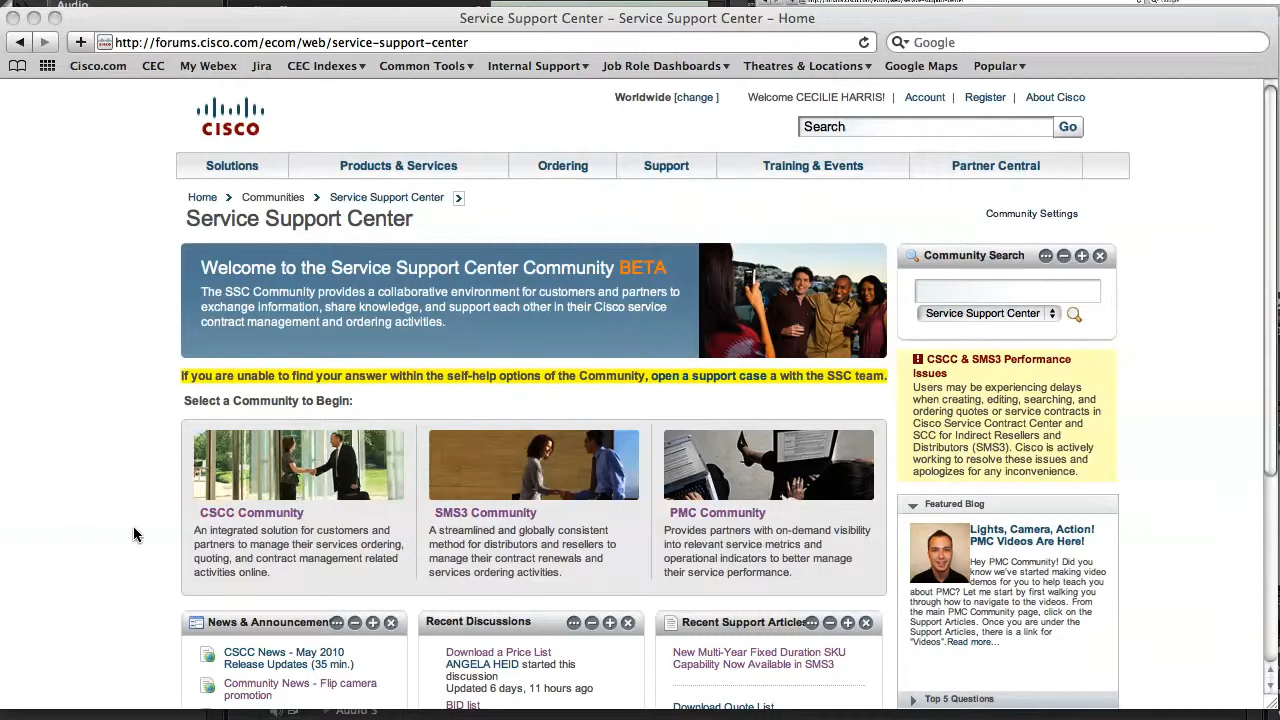 Audio
Service Support Center – Service Support Center – Home
http://forums.cisco.com/ecom/web/service-support-center
Google
Cisco.com CEC My Webex Jira CEC Indexes▾ Common Tools▾ Internal Support▾ Job Role Dashboards▾ Theatres & Locations▾ Google Maps Popular▾
Worldwide [change ] Welcome CECILIE HARRIS! | Account | Register | About Cisco
CISCO
Search Go
Solutions Products & Services Ordering Support Training & Events Partner Central
Home > Communities > Service Support Center >
Service Support Center
Community Settings
Welcome to the Service Support Center Community BETA
The SSC Community provides a collaborative environment for customers and partners to
exchange information, share knowledge, and support each other in their Cisco service
contract management and ordering activities.
If you are unable to find your answer within the self-help options of the Community, open a support case a with the SSC team.
Select a Community to Begin:
CSCC Community
An integrated solution for customers and
partners to manage their services ordering,
quoting, and contract management related
activities online.
SMS3 Community
A streamlined and globally consistent
method for distributors and resellers to
manage their contract renewals and
services ordering activities.
PMC Community
Provides partners with on-demand visibility
into relevant service metrics and
operational indicators to better manage
their service performance.
News & Announcemen
CSCC News - May 2010
Release Updates (35 min.)
Community News - Flip camera
promotion
Recent Discussions
Download a Price List
ANGELA HEID started this
discussion
Updated 6 days, 11 hours ago
BID list
Recent Support Articles
New Multi-Year Fixed Duration SKU
Capability Now Available in SMS3
Download Quote List
Community Search
Service Support Center
CSCC & SMS3 Performance
Issues
Users may be experiencing delays
when creating, editing, searching, and
ordering quotes or service contracts in
Cisco Service Contract Center and
SCC for Indirect Resellers and
Distributors (SMS3). Cisco is actively
working to resolve these issues and
apologizes for any inconvenience.
Featured Blog
Lights, Camera, Action!
PMC Videos Are Here!
Hey PMC Community! Did you
know we've started making video
demos for you to help teach you
about PMC? Let me start by first walking you
through how to navigate to the videos. From
the main PMC Community page, click on the
Support Articles. Once you are under the
Support Articles, there is a link for
"Videos".Read more...
Top 5 Questions
Audio 5